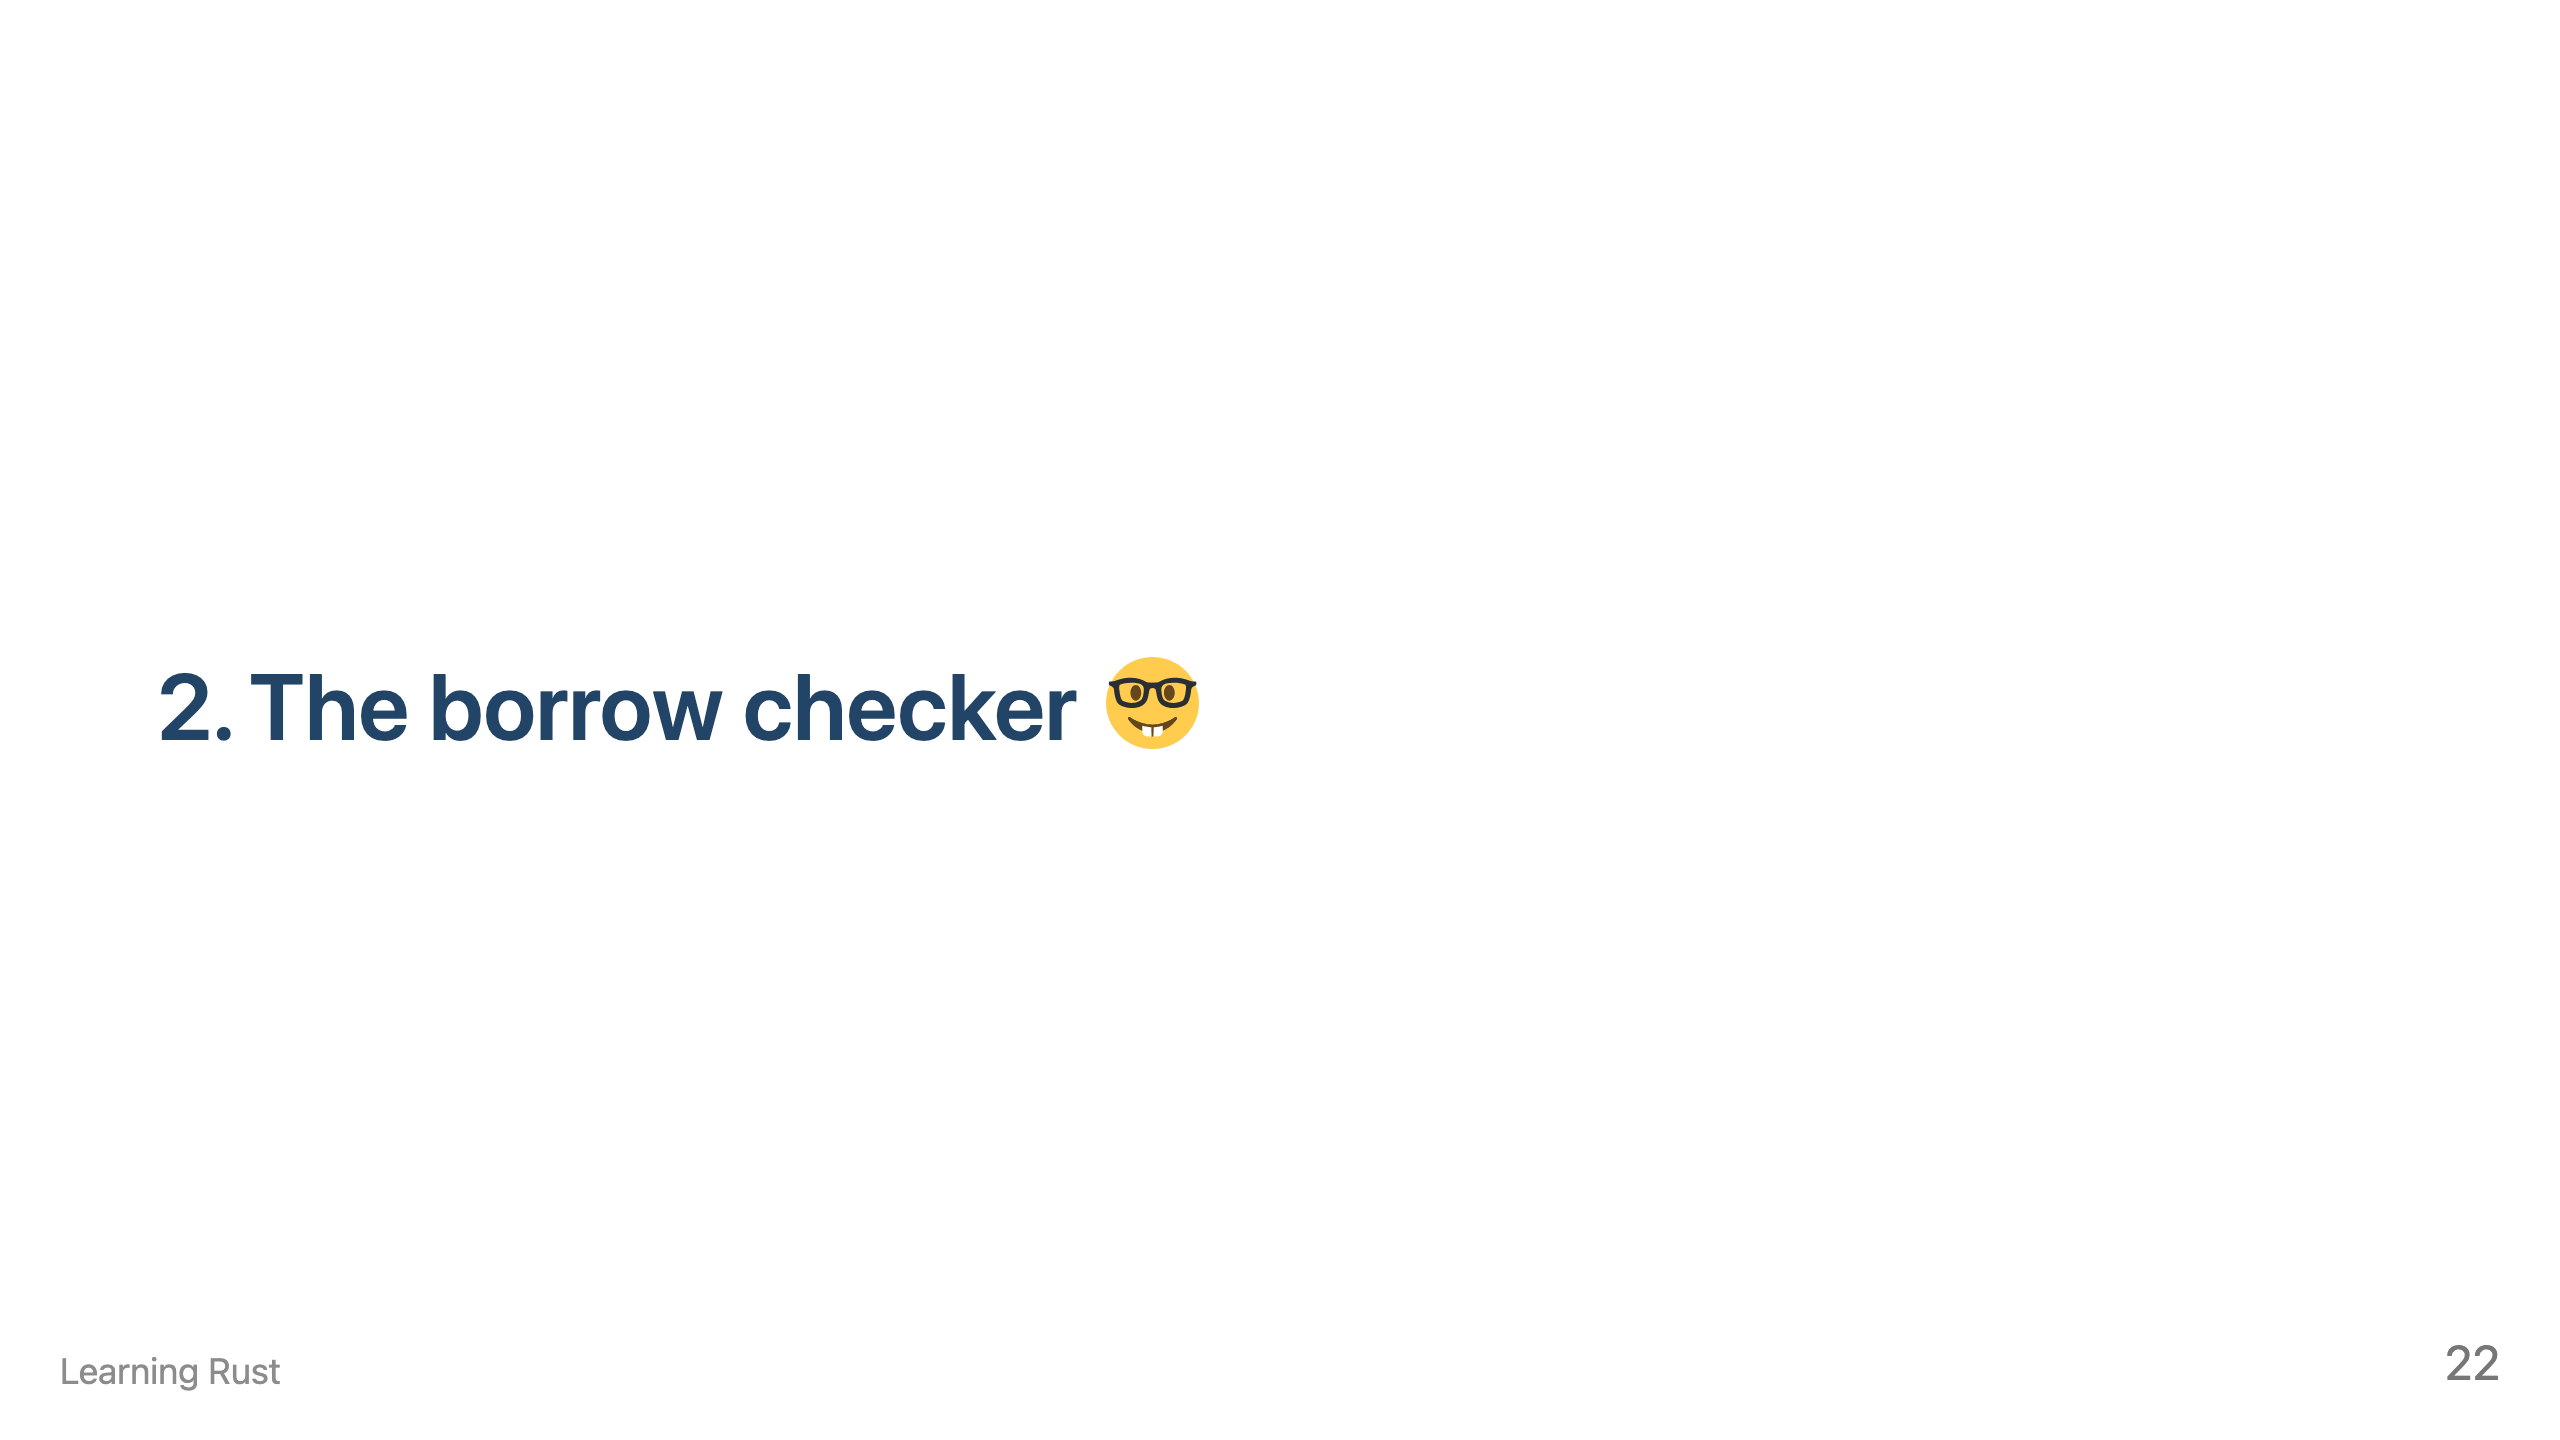 2. The borrow checker 🤓
Learning Rust
22